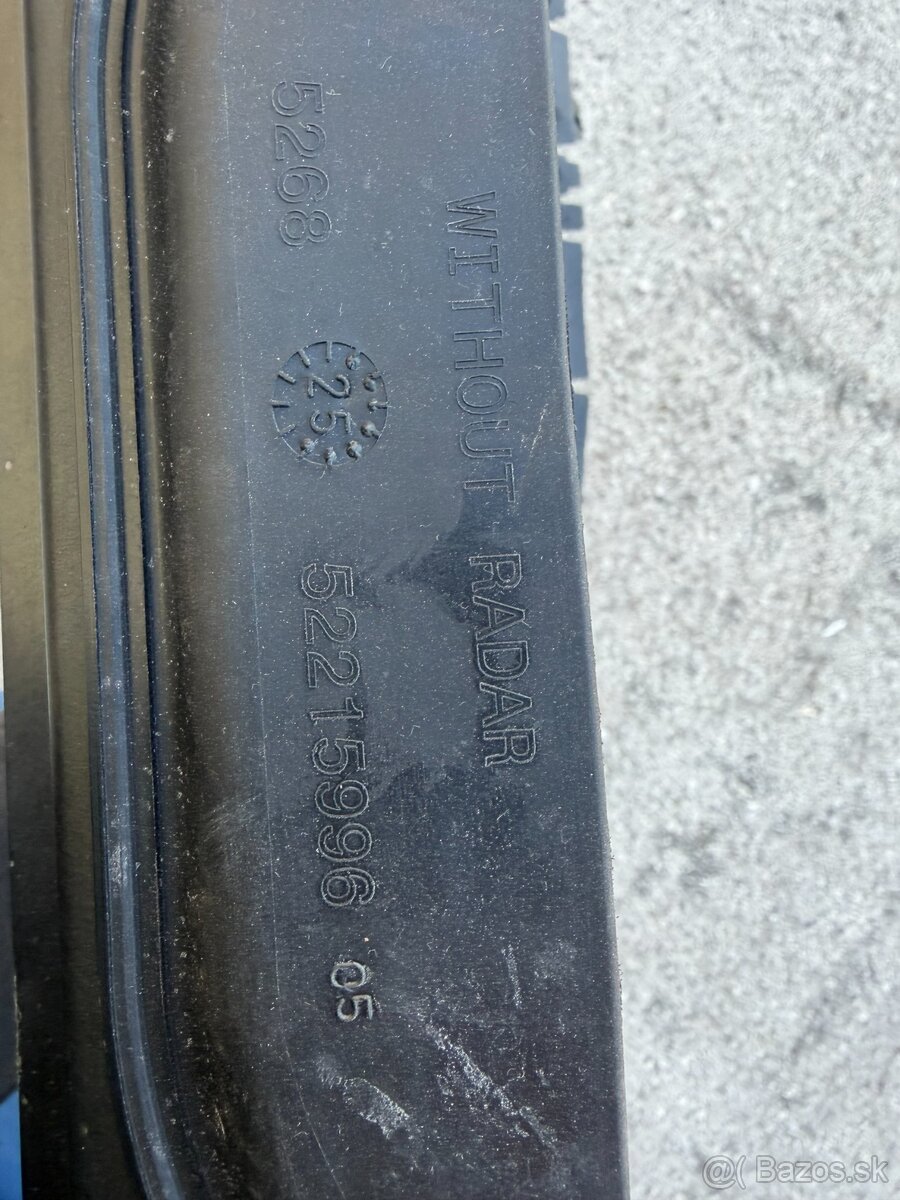 WITHOUT RADAR
5268
25
52215996 05
@( Bazos.sk